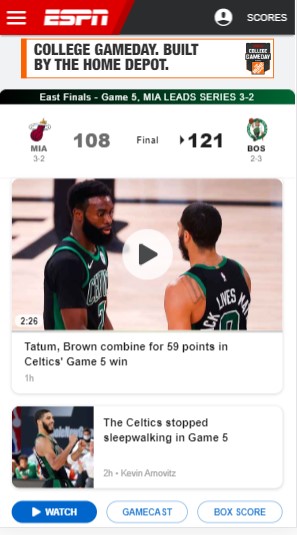 ESPN
SCORES
COLLEGE GAMEDAY. BUILT
BY THE HOME DEPOT.
COLLEGE
GAMEDAY
East Finals - Game 5, MIA LEADS SERIES 3-2
MIA
3-2
108
Final
121
BOS
2-3
CELTICS
7
BLACK LIVES MA
0
2:26
Tatum, Brown combine for 59 points in
Celtics' Game 5 win
1h
The Celtics stopped
sleepwalking in Game 5
2h • Kevin Arnovitz
WATCH
GAMECAST
BOX SCORE